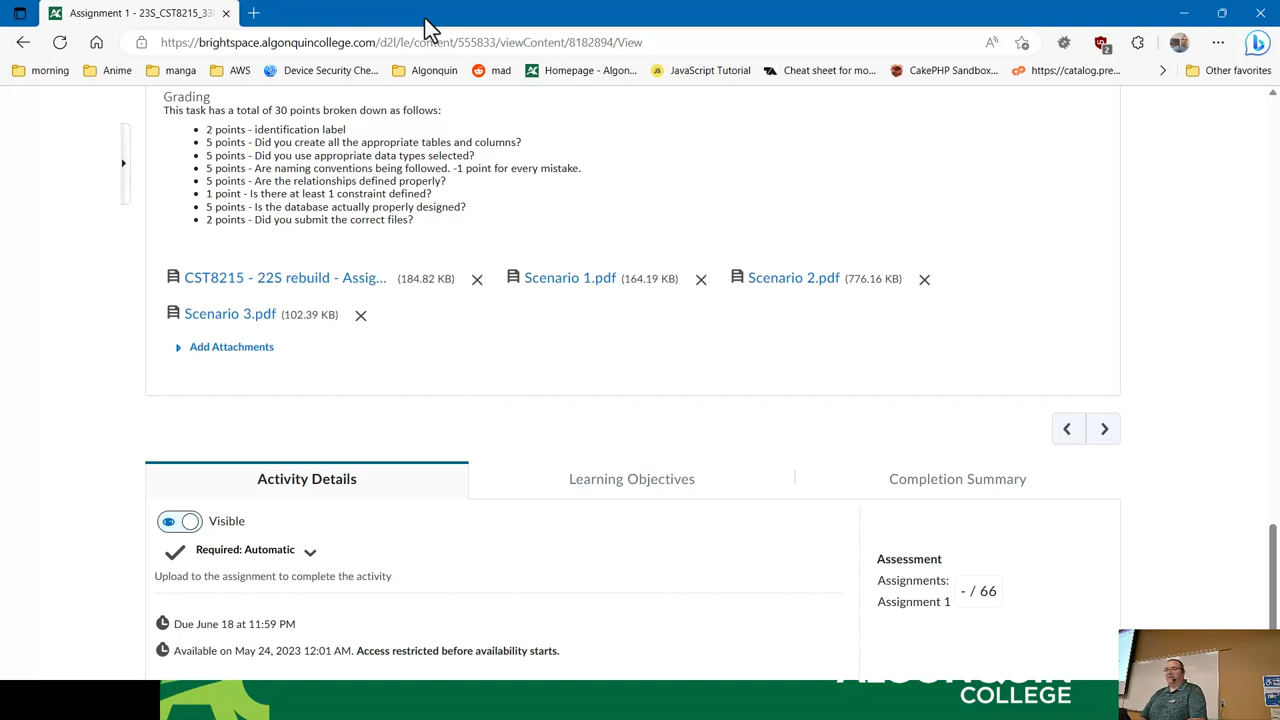 Assignment 1 - 23S_CST8215_33
https://brightspace.algonquincollege.com/d2l/le/content/555833/viewContent/8182894/View
2
morning
Anime
manga
AWS
Device Security Che...
Algonquin
mad
Homepage - Algon...
JavaScript Tutorial
Cheat sheet for mo...
CakePHP Sandbox...
https://catalog.pre...
Other favorites
Grading
This task has a total of 30 points broken down as follows:
• 2 points - identification label
• 5 points - Did you create all the appropriate tables and columns?
• 5 points - Did you use appropriate data types selected?
• 5 points - Are naming conventions being followed. -1 point for every mistake.
• 5 points - Are the relationships defined properly?
• 1 point - Is there at least 1 constraint defined?
• 5 points - Is the database actually properly designed?
• 2 points - Did you submit the correct files?
CST8215 - 22S rebuild - Assig... (184.82 KB)
Scenario 1.pdf (164.19 KB)
Scenario 2.pdf (776.16 KB)
Scenario 3.pdf (102.39 KB)
Add Attachments
Activity Details
Learning Objectives
Completion Summary
Visible
Required: Automatic
Upload to the assignment to complete the activity
Due June 18 at 11:59 PM
Available on May 24, 2023 12:01 AM. Access restricted before availability starts.
Assessment
Assignments:
Assignment 1
- / 66
ALGONQUIN
COLLEGE